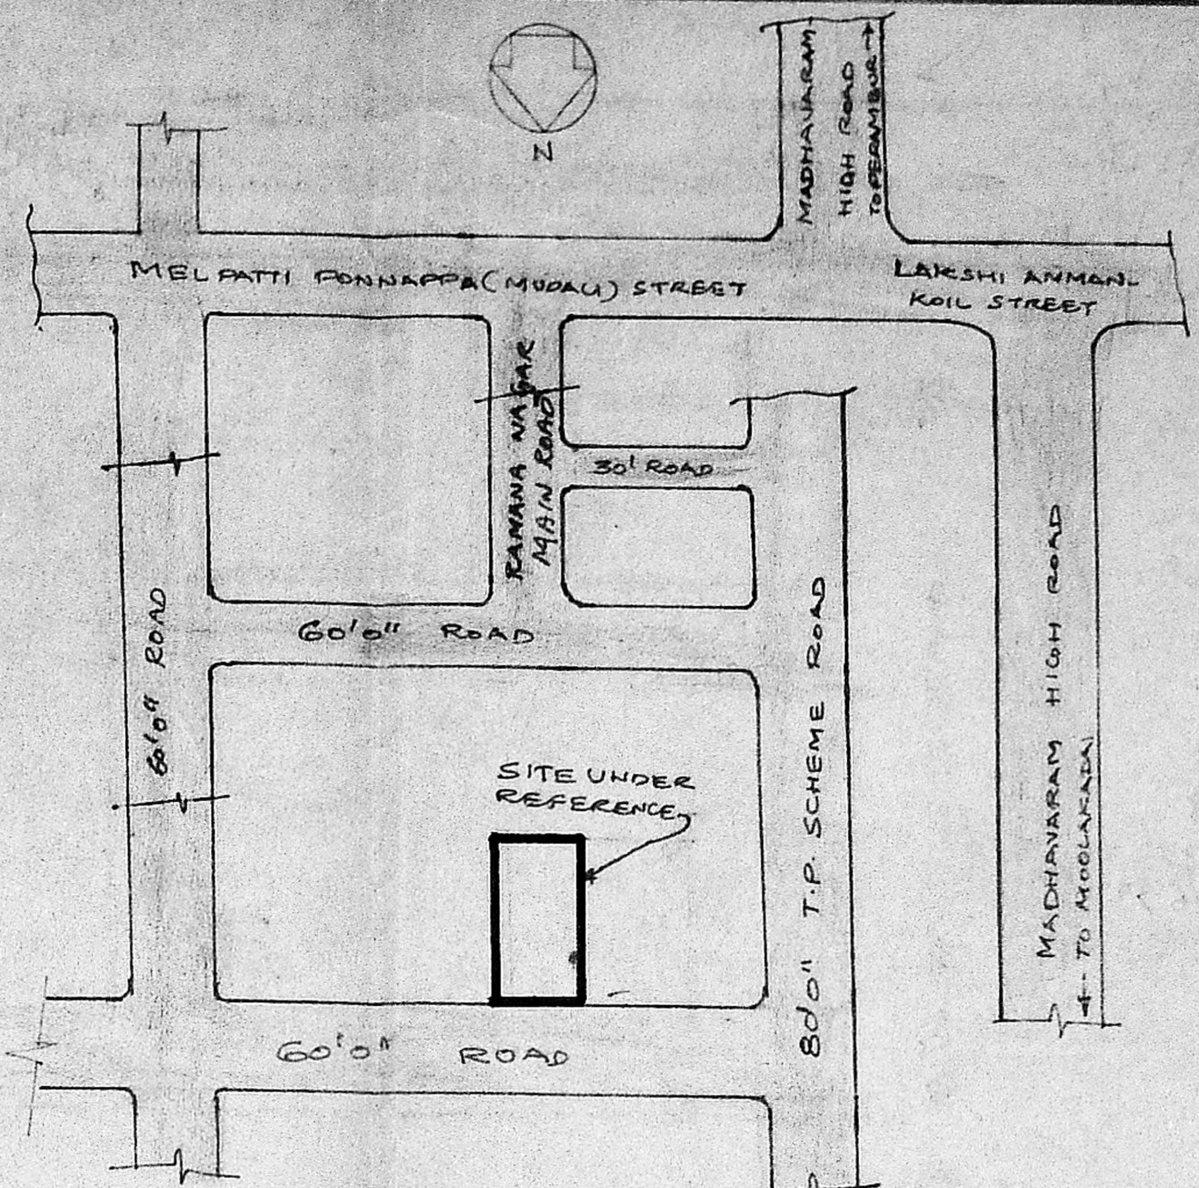 N
MADHAVARAM
HIGH ROAD
TO PERAMBUR →
MELPATTI PONNAPPA (MUDALI) STREET
LAKSHI AMMAN-
KOIL STREET
RAMANA NAGAR
MAIN ROAD
30' ROAD
60'0" ROAD
60'0" ROAD
SITE UNDER
REFERENCE
80'0" T.P. SCHEME ROAD
MADHAVARAM HIGH ROAD
← TO MOOLAKADAI
60'0" ROAD